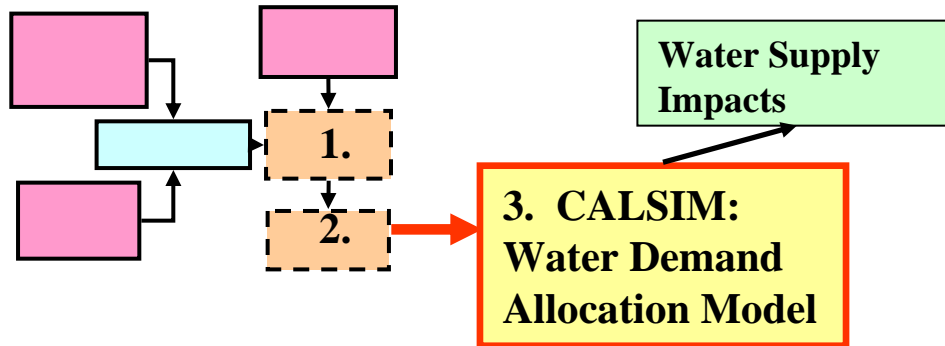 1.
2.
Water Supply
Impacts
3. CALSIM:
Water Demand
Allocation Model